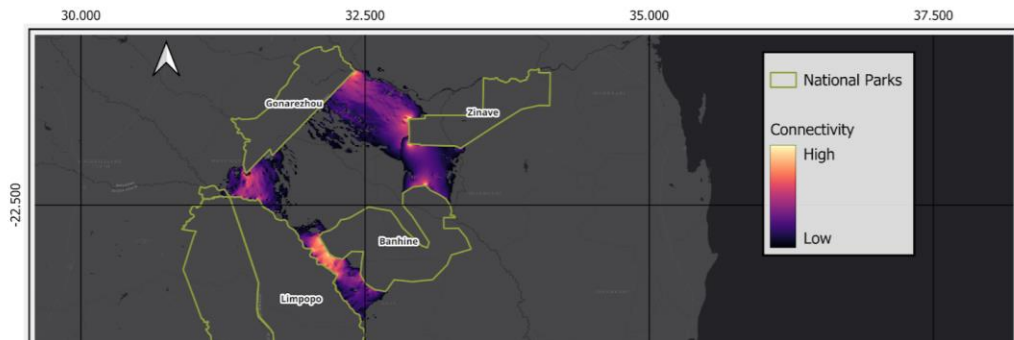 30.000 32.500 35.000 37.500
National Parks
Gonarezhou
Zinave
Connectivity
High
-22.500
Low
Banhine
Limpopo